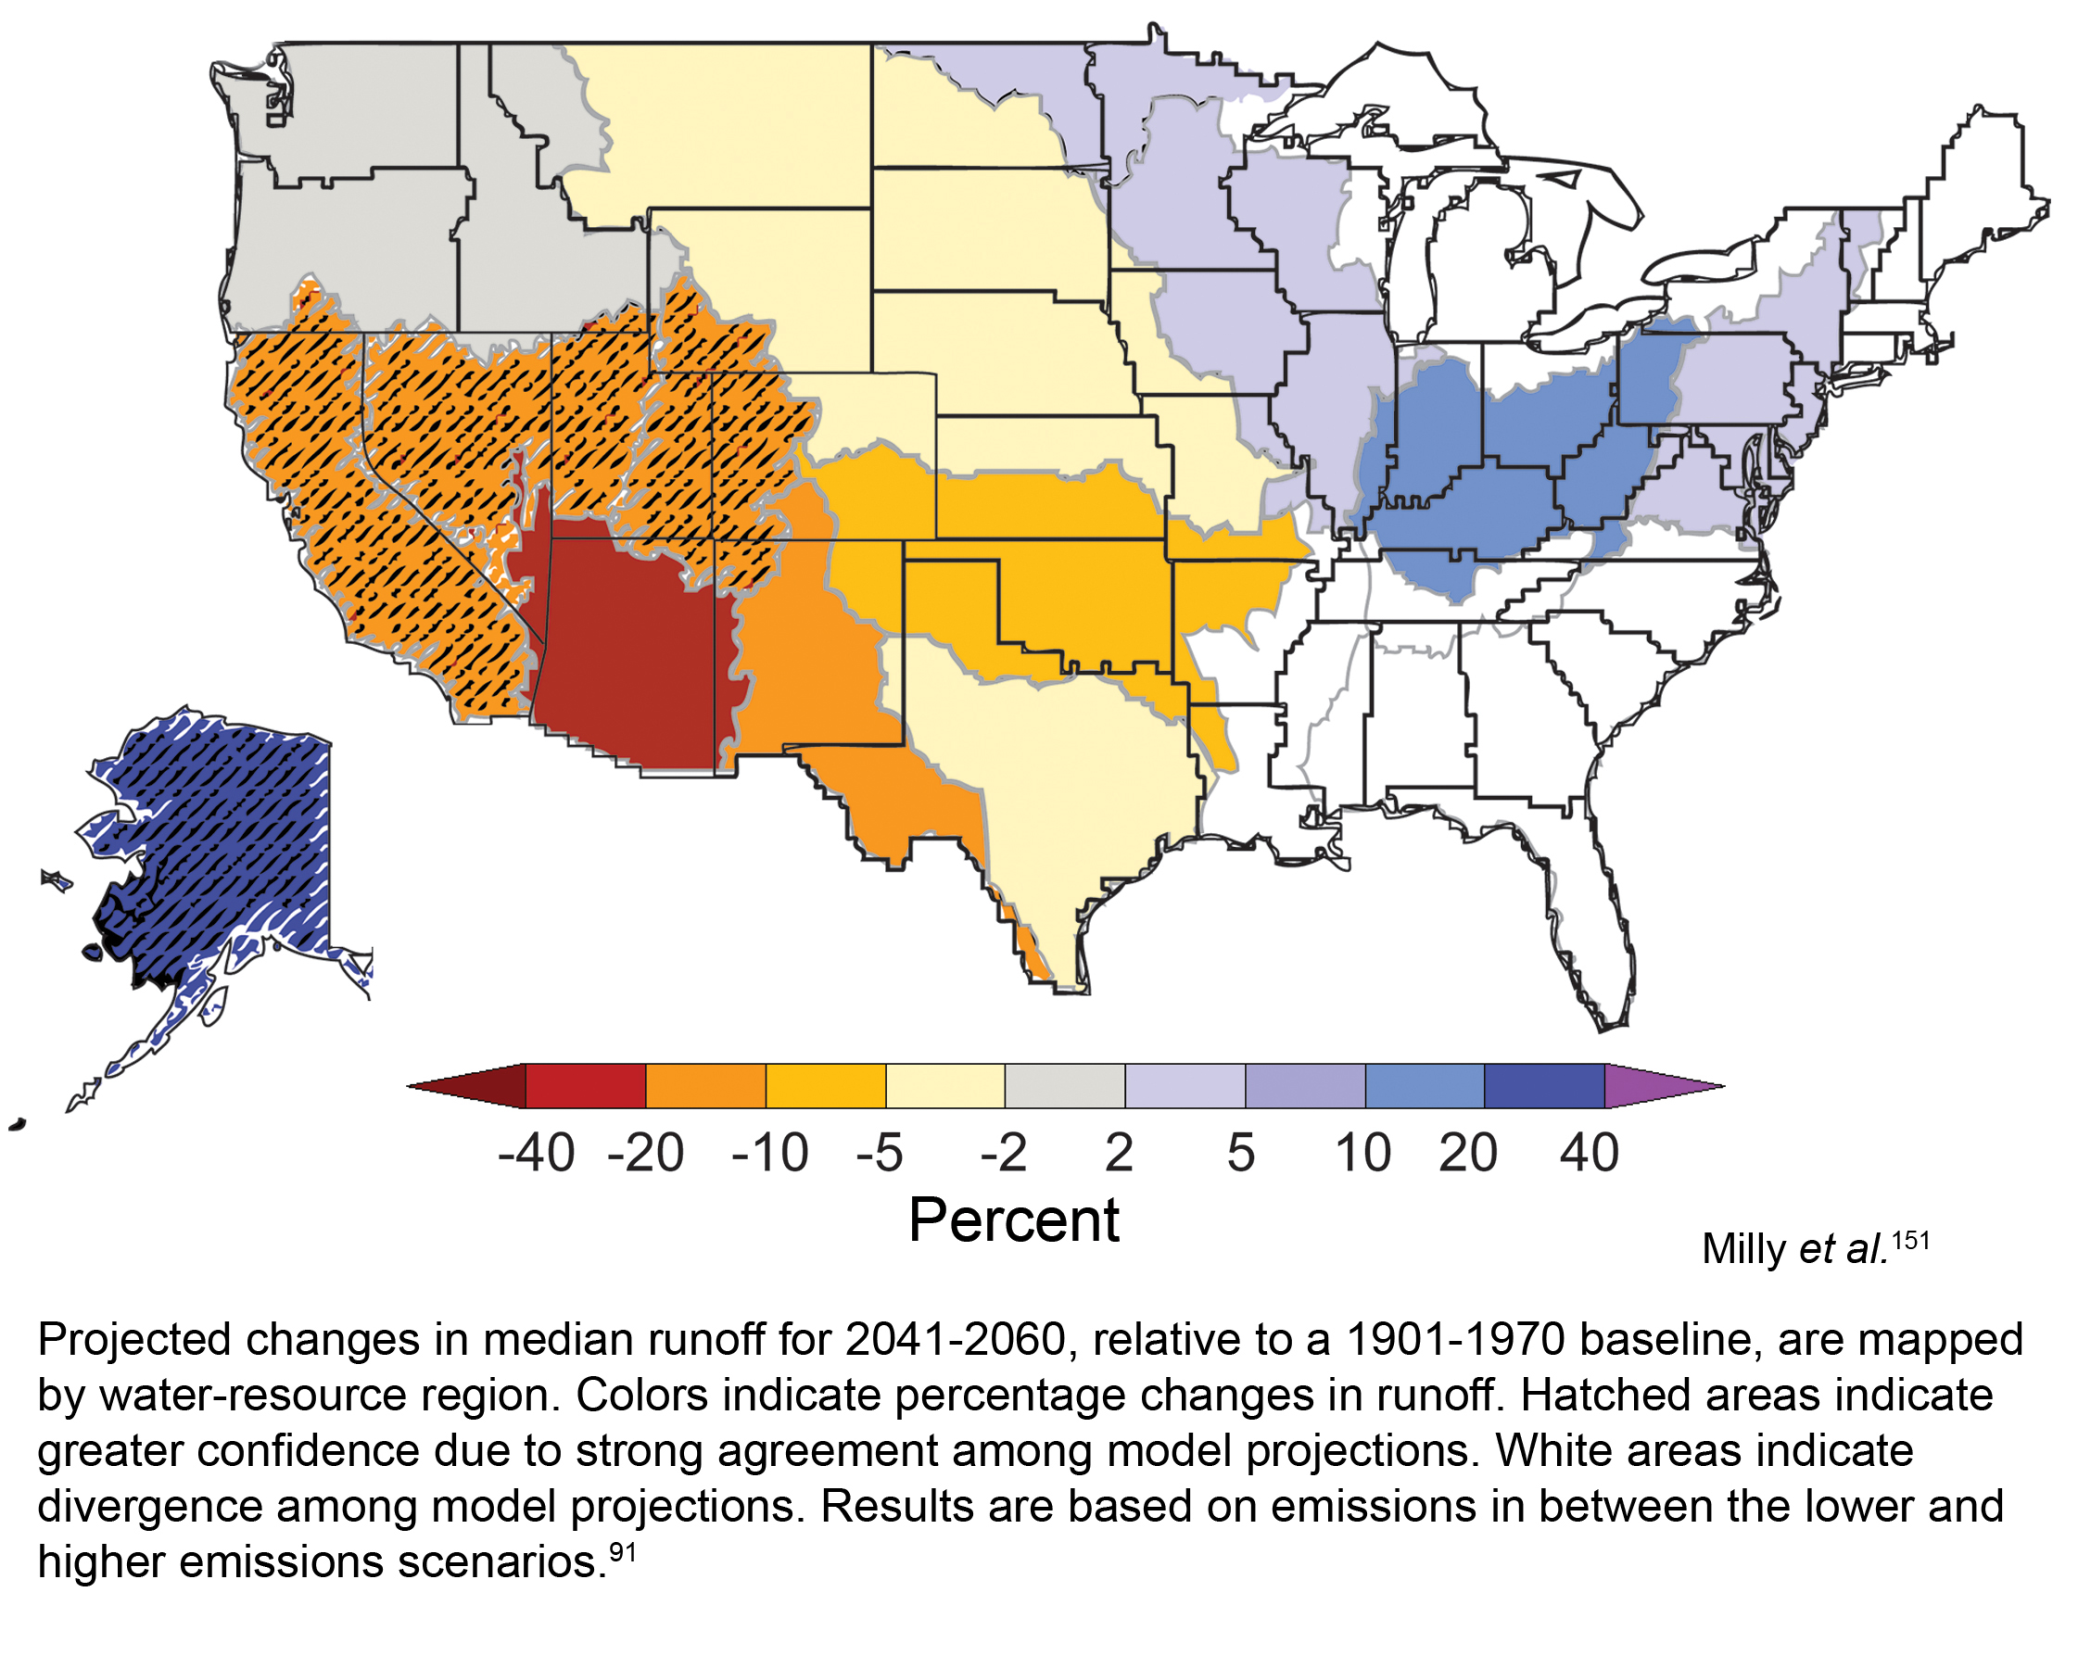 -40 -20 -10 -5 -2 2 5 10 20 40
Percent
Milly et al.151
Projected changes in median runoff for 2041-2060, relative to a 1901-1970 baseline, are mapped
by water-resource region. Colors indicate percentage changes in runoff. Hatched areas indicate
greater confidence due to strong agreement among model projections. White areas indicate
divergence among model projections. Results are based on emissions in between the lower and
higher emissions scenarios.91